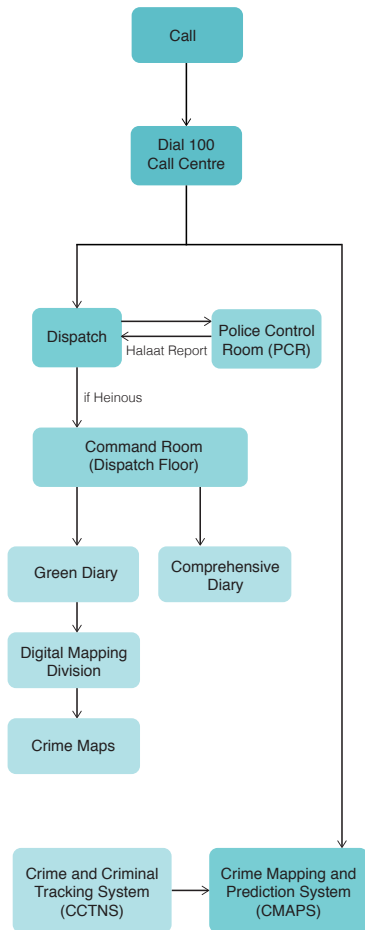 Call
Dial 100
Call Centre
Dispatch
Halaat Report
Police Control
Room (PCR)
if Heinous
Command Room
(Dispatch Floor)
Green Diary
Comprehensive
Diary
Digital Mapping
Division
Crime Maps
Crime and Criminal
Tracking System
(CCTNS)
Crime Mapping and
Prediction System
(CMAPS)